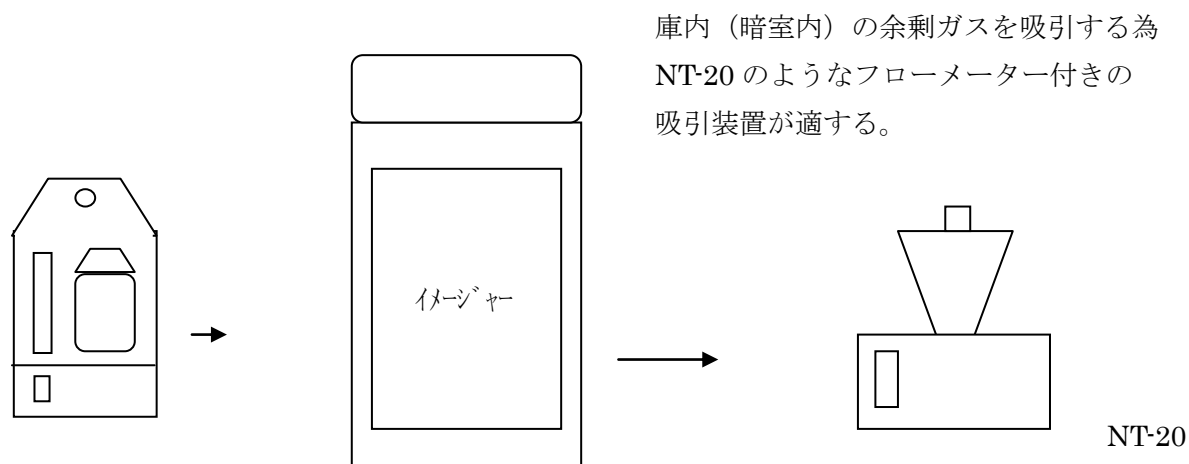 庫内（暗室内）の余剰ガスを吸引する為
NT-20 のようなフローメーター付きの
吸引装置が適する。
ｲﾒｰｼﾞｬｰ
NT-20